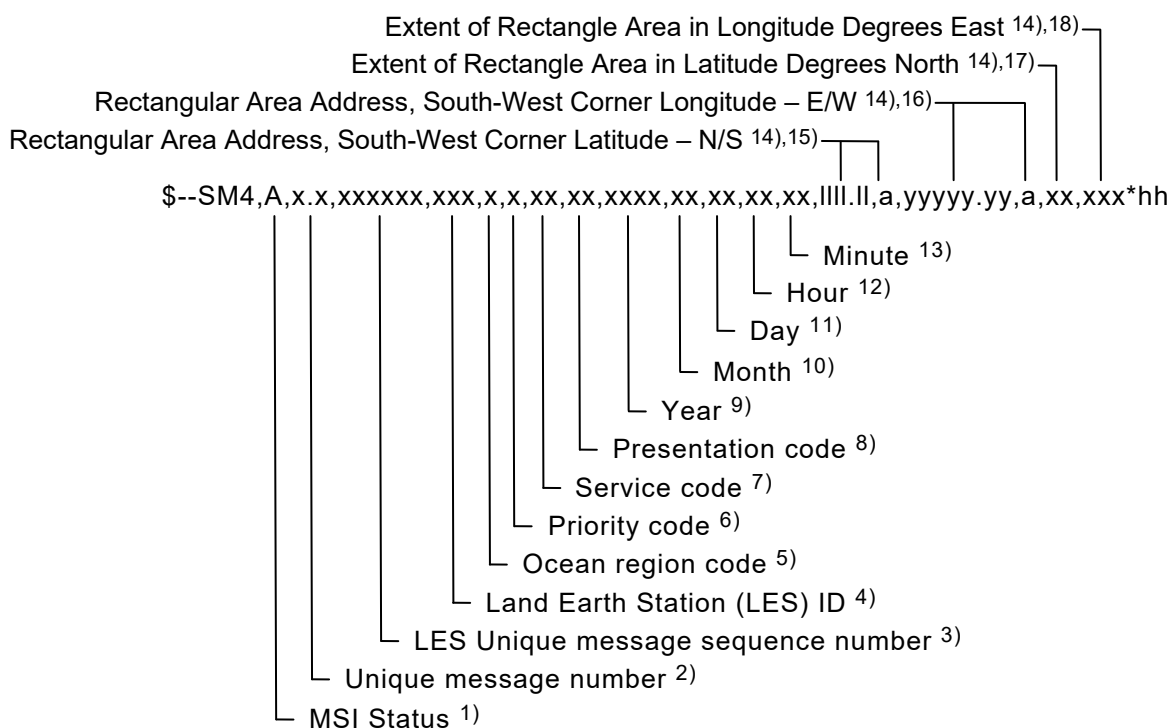 Extent of Rectangle Area in Longitude Degrees East 14),18)
Extent of Rectangle Area in Latitude Degrees North 14),17)
Rectangular Area Address, South-West Corner Longitude – E/W 14),16)
Rectangular Area Address, South-West Corner Latitude – N/S 14),15)
$--SM4,A,x.x,xxxxxx,xxx,x,x,xx,xx,xxxx,xx,xx,xx,xx,llll.ll,a,yyyyy.yy,a,xx,xxx*hh
Minute 13)
Hour 12)
Day 11)
Month 10)
Year 9)
Presentation code 8)
Service code 7)
Priority code 6)
Ocean region code 5)
Land Earth Station (LES) ID 4)
LES Unique message sequence number 3)
Unique message number 2)
MSI Status 1)